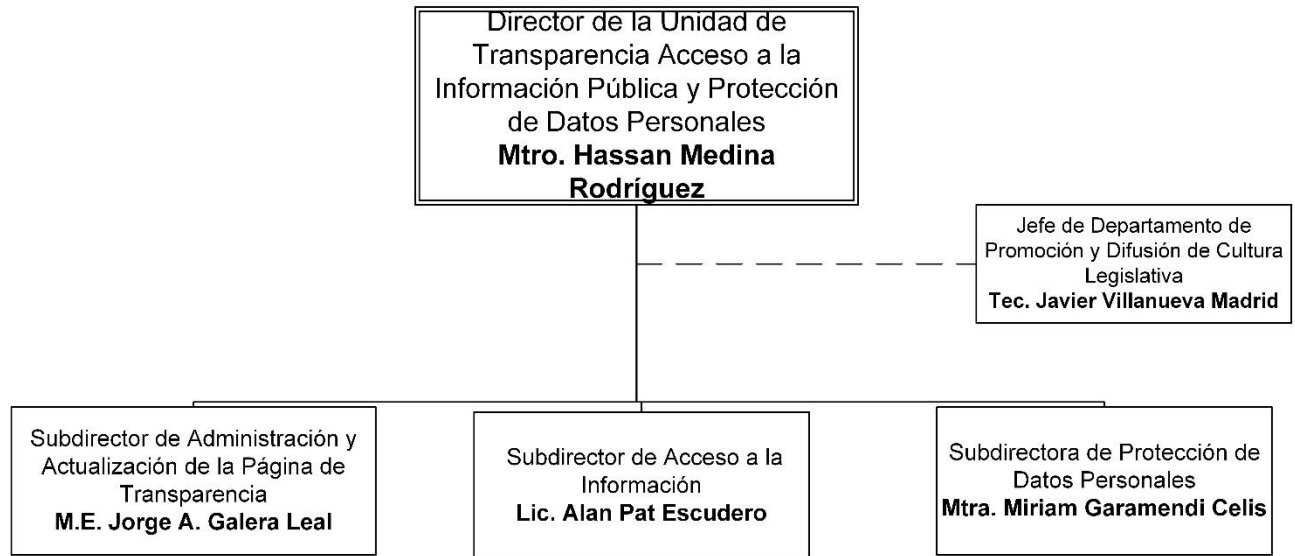 Director de la Unidad de
Transparencia Acceso a la
Información Pública y Protección
de Datos Personales
Mtro. Hassan Medina
Rodríguez
Jefe de Departamento de
Promoción y Difusión de Cultura
Legislativa
Tec. Javier Villanueva Madrid
Subdirector de Administración y
Actualización de la Página de
Transparencia
M.E. Jorge A. Galera Leal
Subdirector de Acceso a la
Información
Lic. Alan Pat Escudero
Subdirectora de Protección de
Datos Personales
Mtra. Miriam Garamendi Celis